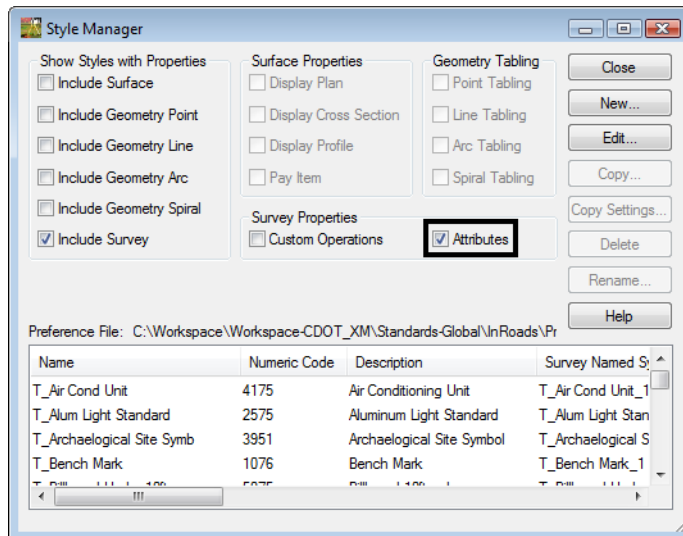 Style Manager
Show Styles with Properties
Include Surface
Include Geometry Point
Include Geometry Line
Include Geometry Arc
Include Geometry Spiral
Include Survey
Surface Properties
Display Plan
Display Cross Section
Display Profile
Pay Item
Geometry Tabling
Point Tabling
Line Tabling
Arc Tabling
Spiral Tabling
Survey Properties
Custom Operations
Attributes
Close
New...
Edit...
Copy...
Copy Settings...
Delete
Rename...
Help
Preference File: C:\Workspace\Workspace-CDOT_XM\Standards-Global\InRoads\Pr
Name Numeric Code Description Survey Named Sy
T_Air Cond Unit 4175 Air Conditioning Unit T_Air Cond Unit_1
T_Alum Light Standard 2575 Aluminum Light Standard T_Alum Light Stan
T_Archaelogical Site Symb 3951 Archaelogical Site Symbol T_Archaelogical S
T_Bench Mark 1076 Bench Mark T_Bench Mark_1